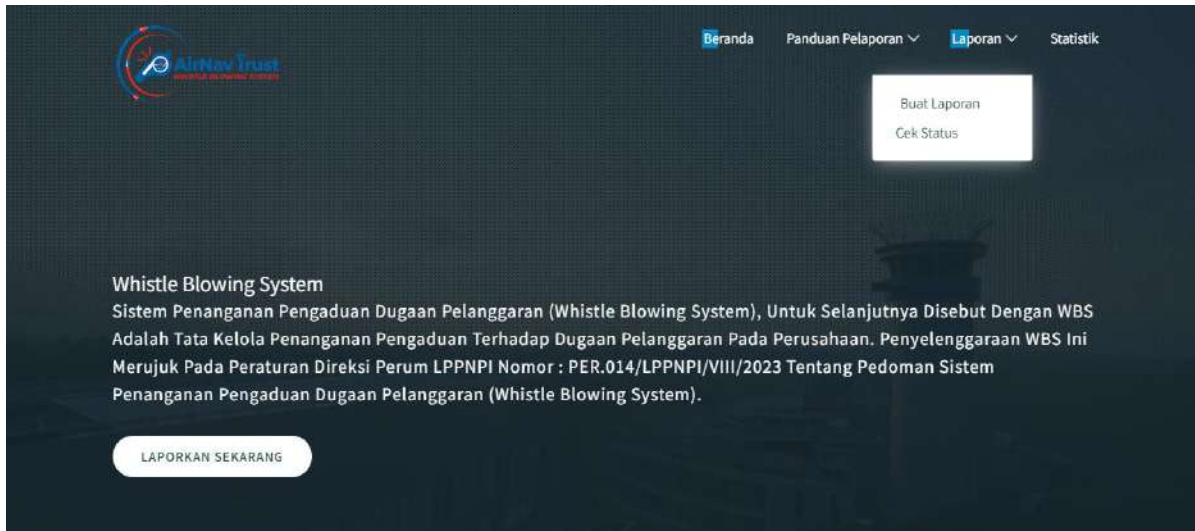 AirNav Trust
WHISTLE BLOWING SYSTEM
Beranda Panduan Pelaporan Laporan Statistik
Buat Laporan
Cek Status
Whistle Blowing System
Sistem Penanganan Pengaduan Dugaan Pelanggaran (Whistle Blowing System), Untuk Selanjutnya Disebut Dengan WBS
Adalah Tata Kelola Penanganan Pengaduan Terhadap Dugaan Pelanggaran Pada Perusahaan. Penyelenggaraan WBS Ini
Merujuk Pada Peraturan Direksi Perum LPPNPI Nomor : PER.014/LPPNPI/VIII/2023 Tentang Pedoman Sistem
Penanganan Pengaduan Dugaan Pelanggaran (Whistle Blowing System).
LAPORKAN SEKARANG